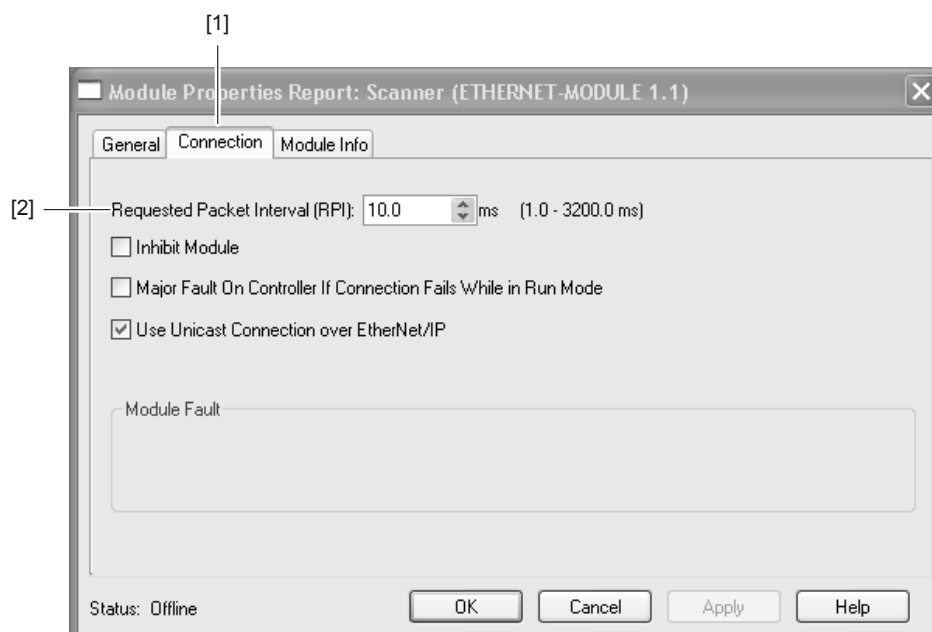 [1]
Module Properties Report: Scanner (ETHERNET-MODULE 1.1)
General Connection Module Info
[2] Requested Packet Interval (RPI): 10.0 ms (1.0 - 3200.0 ms)
Inhibit Module
Major Fault On Controller If Connection Fails While in Run Mode
Use Unicast Connection over EtherNet/IP
Module Fault
Status: Offline OK Cancel Apply Help